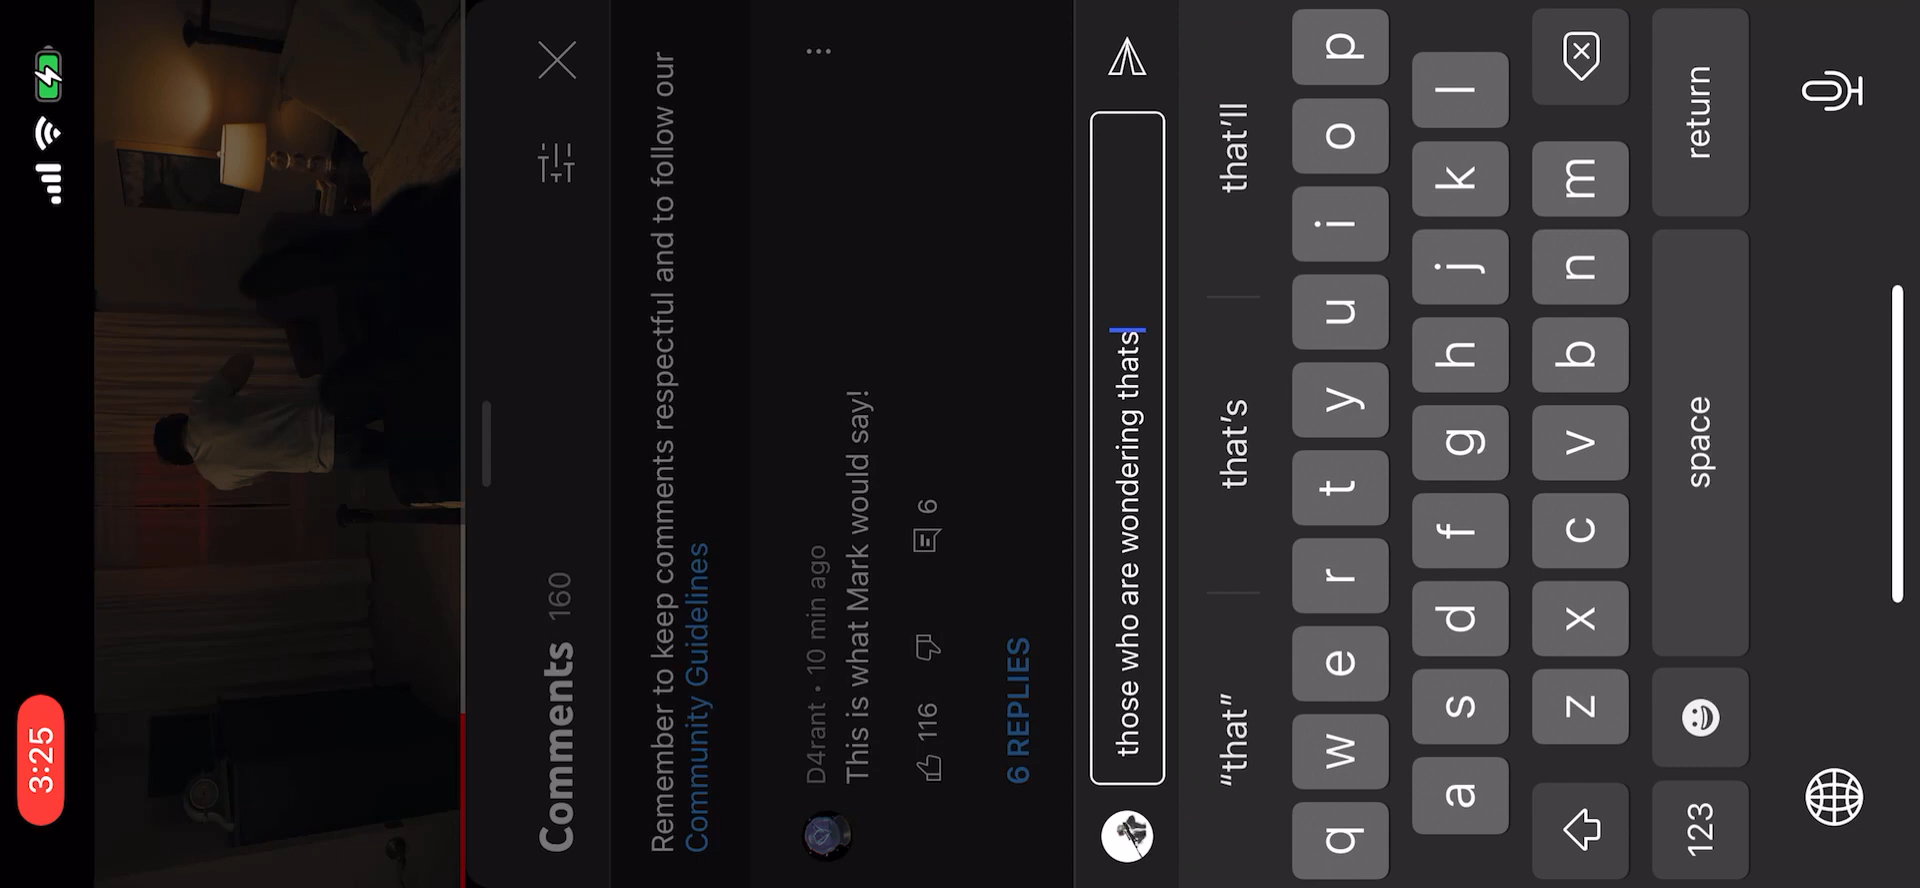 3:25
Comments 160
Remember to keep comments respectful and to follow our
Community Guidelines
D4rant • 10 min ago
This is what Mark would say!
116 6
6 REPLIES
those who are wondering thats
“that” that's that'll
q w e r t y u i o p
a s d f g h j k l
z x c v b n m
123 space return